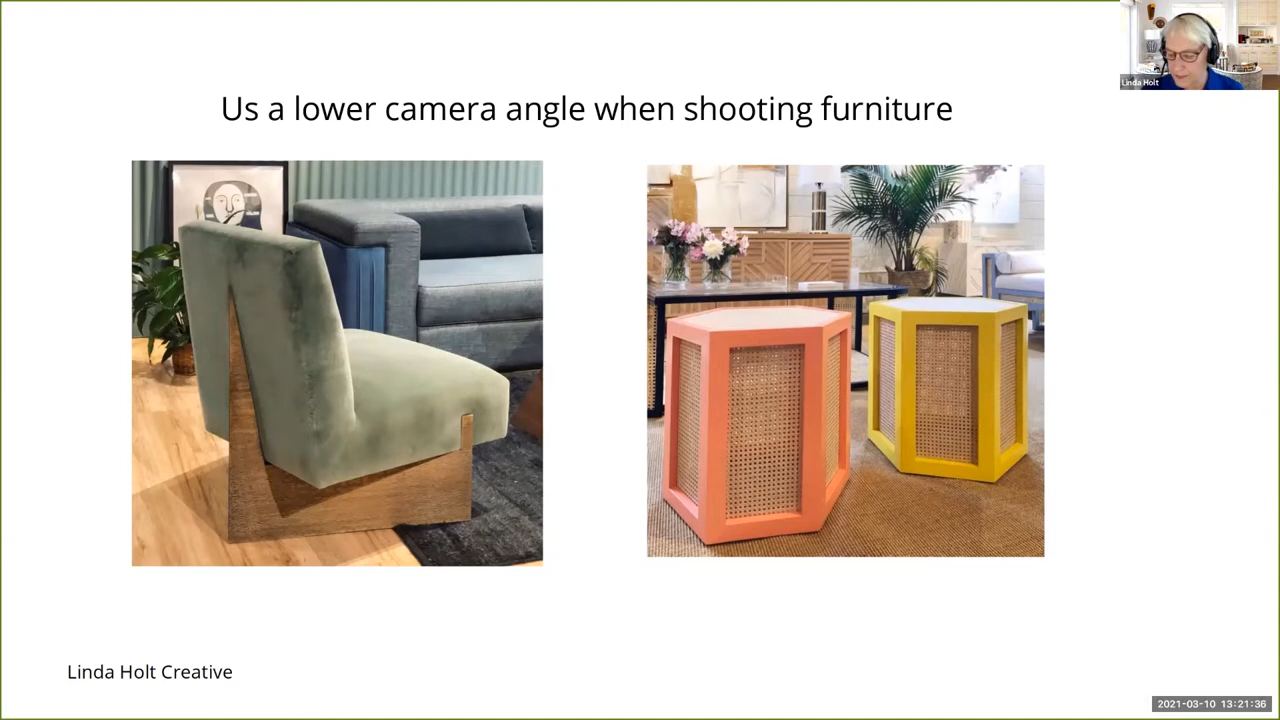 Linda Holt
Us a lower camera angle when shooting furniture
Linda Holt Creative
2021-03-10 13:21:36